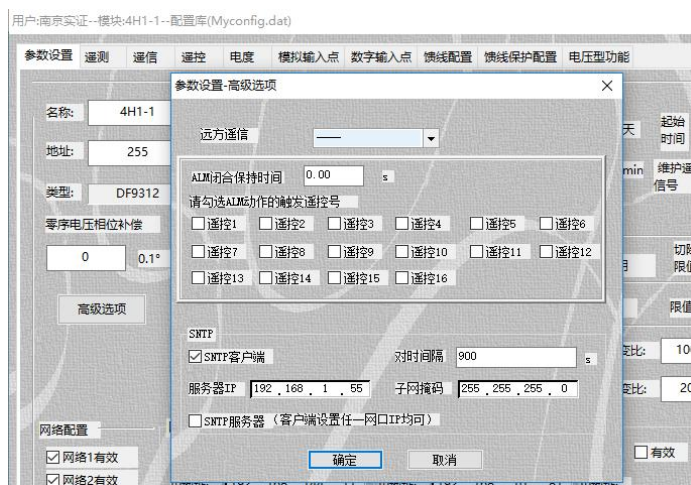 用户:南京实证--模块:4H1-1--配置库(Myconfig.dat)
参数设置 遥测 遥信 遥控 电度 模拟输入点 数字输入点 馈线配置 馈线保护配置 电压型功能
参数设置-高级选项
名称: 4H1-1
天 起始时间
远方遥信
地址: 255
min 维护遥信号
ALM闭合保持时间 0.00 s
类型: DF9312
请勾选ALM动作的触发遥控号
零序电压相位补偿
遥控1 遥控2 遥控3 遥控4 遥控5 遥控6
0 0.1°
遥控7 遥控8 遥控9 遥控10 遥控11 遥控12
遥控13 遥控14 遥控15 遥控16
高级选项
SNTP
SNTP客户端 对时间隔 900 s
变比: 10
服务器IP 192 . 168 . 1 . 55 子网掩码 255 . 255 . 255 . 0
变比: 20
SNTP服务器 (客户端设置任一网口IP均可)
网络配置
网络1有效
确定 取消
有效
网络2有效